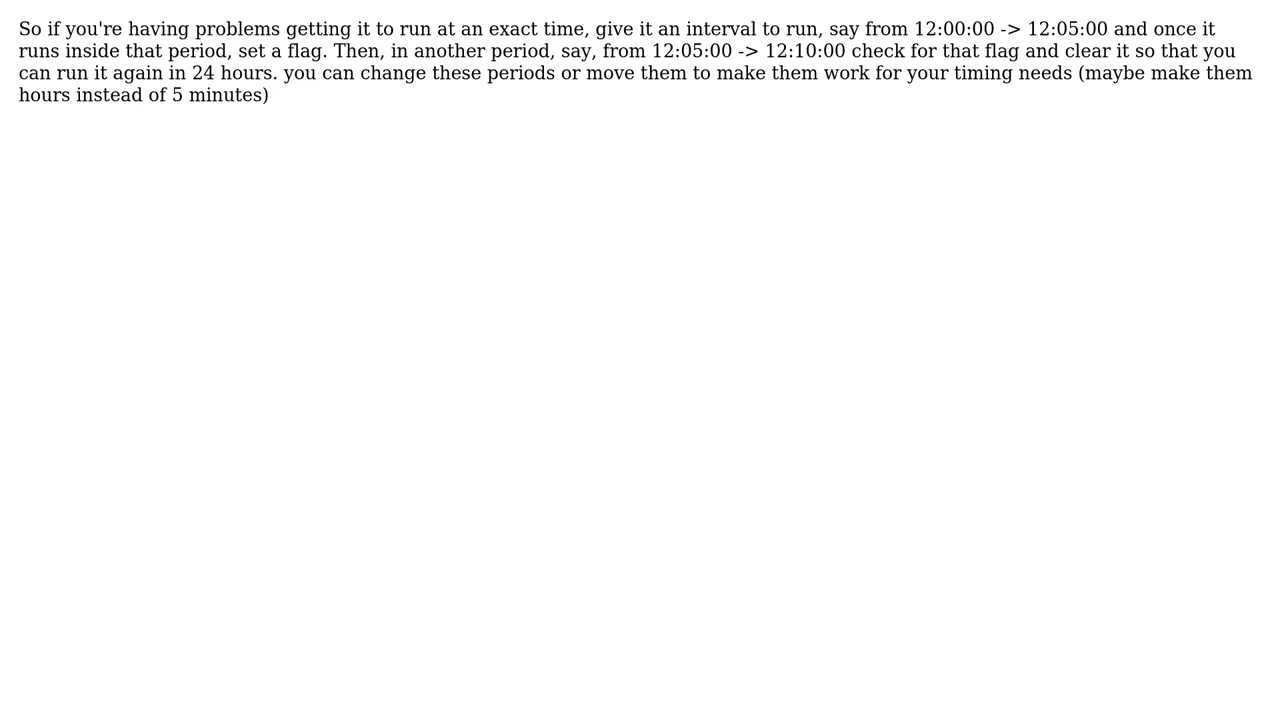 So if you're having problems getting it to run at an exact time, give it an interval to run, say from 12:00:00 -> 12:05:00 and once it
runs inside that period, set a flag. Then, in another period, say, from 12:05:00 -> 12:10:00 check for that flag and clear it so that you
can run it again in 24 hours. you can change these periods or move them to make them work for your timing needs (maybe make them
hours instead of 5 minutes)